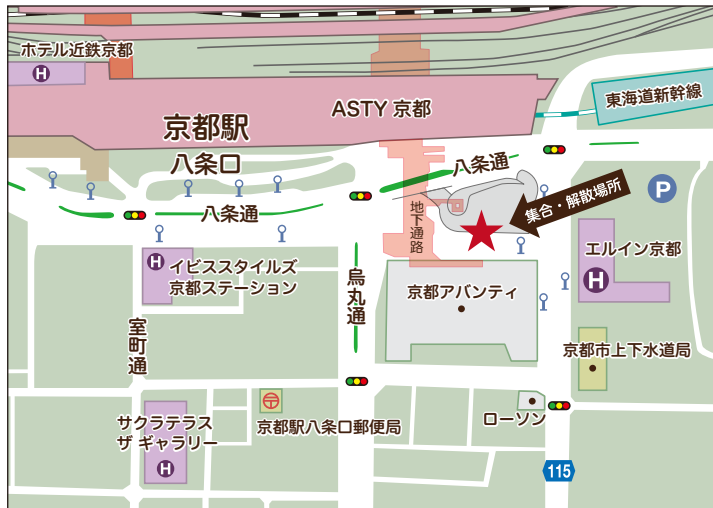 ホテル近鉄京都
H
ASTY 京都
東海道新幹線
京都駅
八条口
八条通
P
集合・解散場所
八条通
地下通路
エルイン京都
H
H
イビススタイルズ
京都ステーション
烏丸通
京都アバンティ
室町通
京都市上下水道局
サクラテラス
ザ ギャラリー
H
京都駅八条口郵便局
ローソン
115